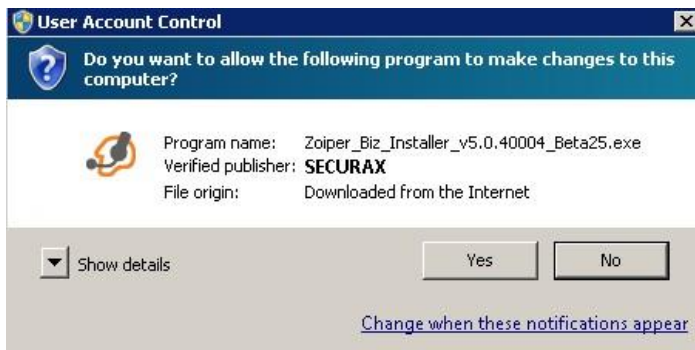 User Account Control
Do you want to allow the following program to make changes to this
computer?
Program name: Zoiper_Biz_Installer_v5.0.40004_Beta25.exe
Verified publisher: SECURAX
File origin: Downloaded from the Internet
Show details
Yes
No
Change when these notifications appear